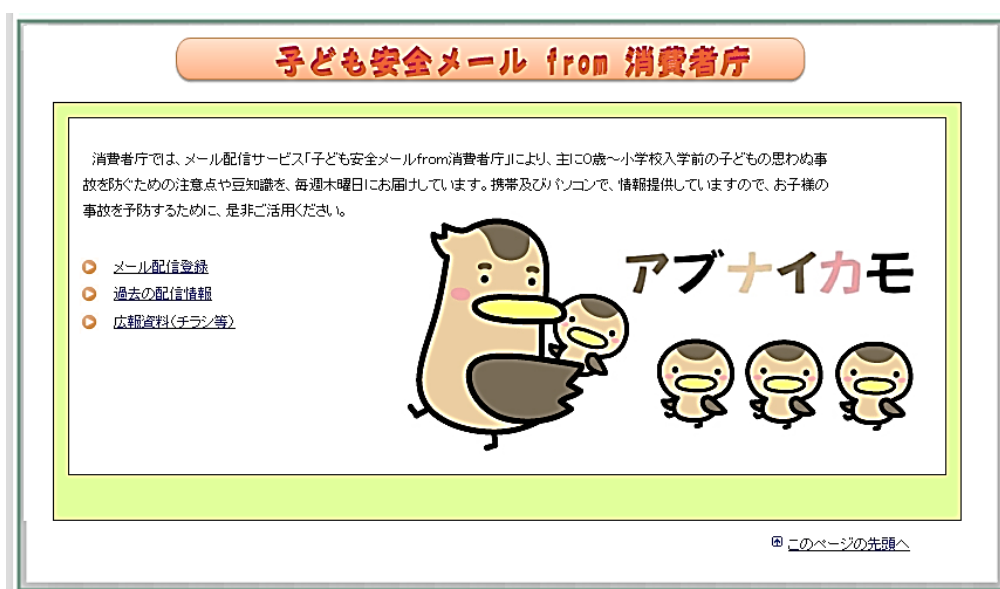 子ども安全メール from 消費者庁
消費者庁では、メール配信サービス「子ども安全メールfrom消費者庁」により、主に0歳～小学校入学前の子どもの思わぬ事
故を防ぐための注意点や豆知識を、毎週木曜日にお届けしています。携帯及びパソコンで、情報提供していますので、お子様の
事故を予防するために、是非ご活用ください。
メール配信登録
過去の配信情報
広報資料(チラシ等)
アブナイカモ
このページの先頭へ